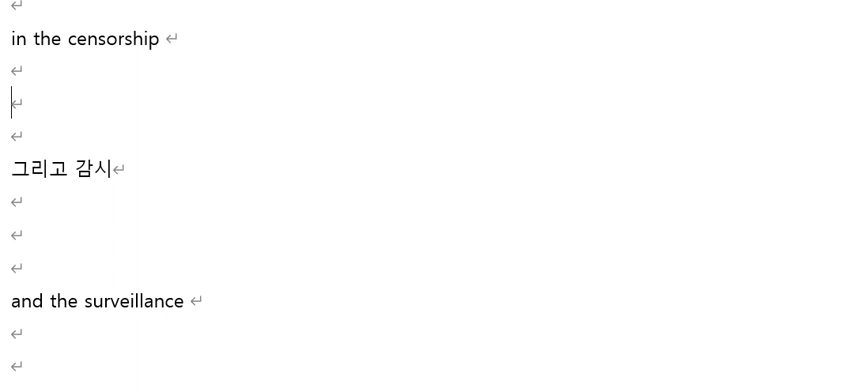 in the censorship
그리고 감시
and the surveillance